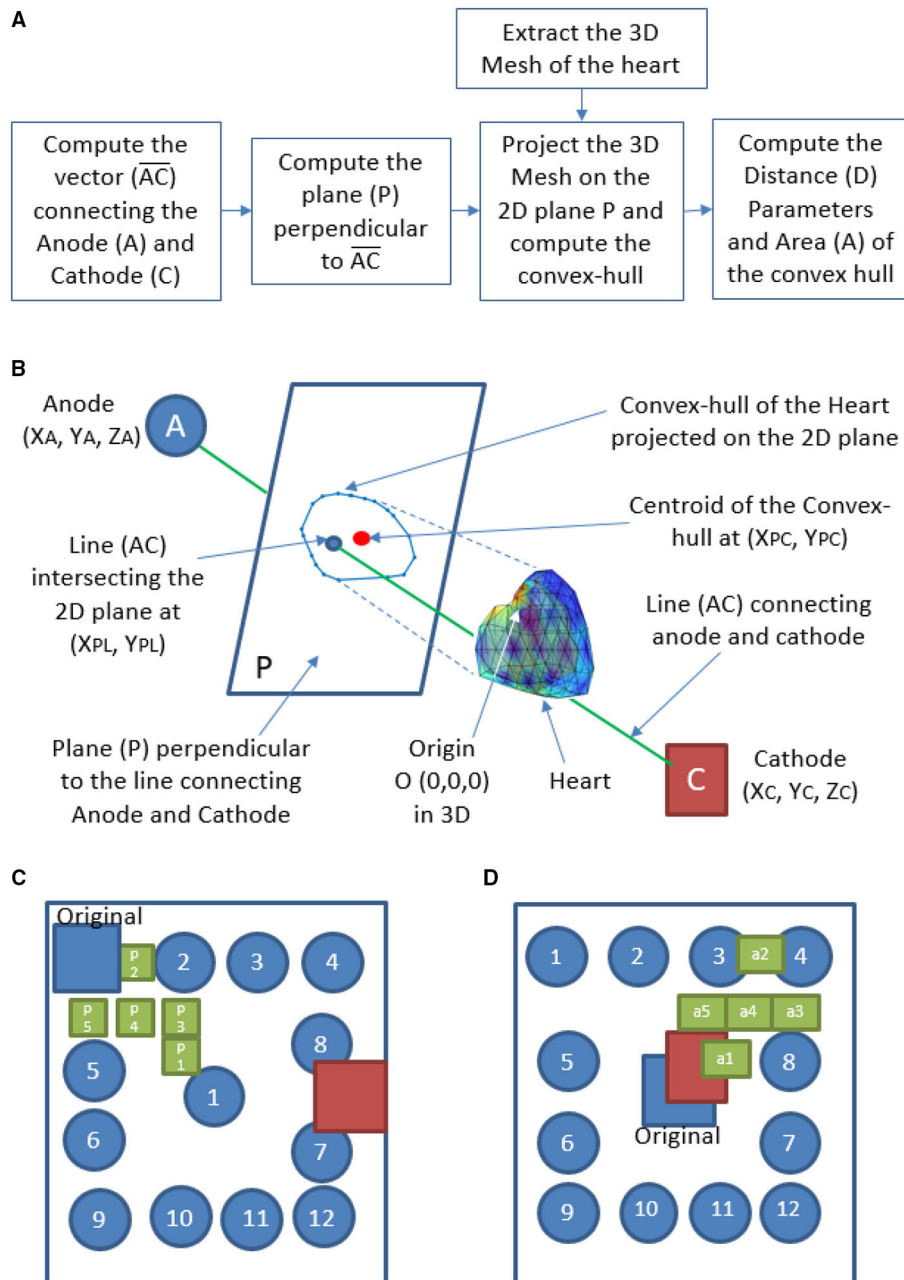 A
Extract the 3D
Mesh of the heart
Compute the
vector (AC)
connecting the
Anode (A) and
Cathode (C)
Compute the
plane (P)
perpendicular
to AC
Project the 3D
Mesh on the
2D plane P and
compute the
convex-hull
Compute the
Distance (D)
Parameters
and Area (A) of
the convex hull
B
Anode
(XA, YA, ZA)
A
Convex-hull of the Heart
projected on the 2D plane
Centroid of the Convex-
hull at (XPC, YPC)
Line (AC)
intersecting the
2D plane at
(XPL, YPL)
Line (AC) connecting
anode and cathode
P
Plane (P) perpendicular
to the line connecting
Anode and Cathode
Origin
O (0,0,0)
in 3D
Heart
C
Cathode
(XC, YC, ZC)
C
Original
p
2
2
3
4
p
5
p
4
p
3
p
1
5
8
1
6
7
9
10
11
12
D
1
2
3
a2
4
a5
a4
a3
5
a1
8
Original
6
7
9
10
11
12